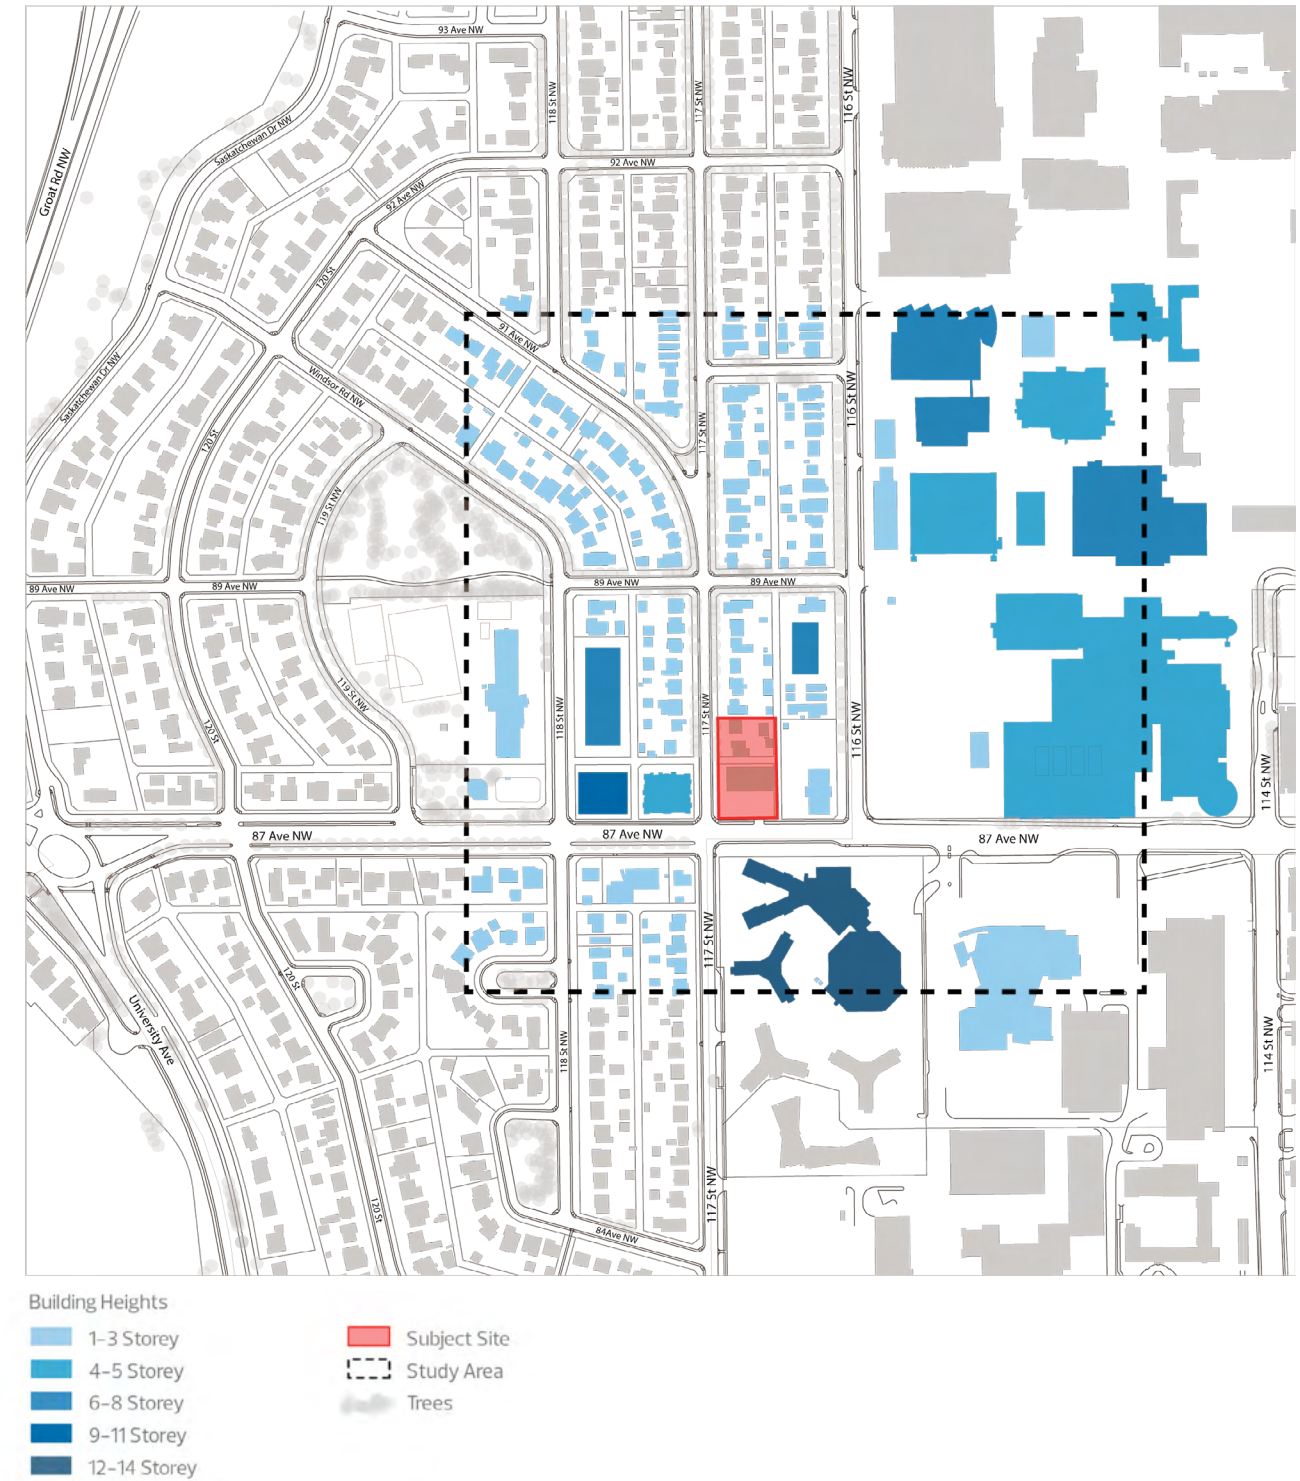 93 Ave NW
118 St NW
117 St NW
116 St NW
Saskatchewan Dr NW
Groat Rd NW
92 Ave NW
92 Ave NW
120 St
91 Ave NW
Windsor Rd NW
Saskatchewan Dr NW
116 St NW
120 St
117 St NW
119 St NW
89 Ave NW
89 Ave NW
89 Ave NW
89 Ave NW
119 St NW
120 St
118 St NW
117 St NW
116 St NW
114 St NW
87 Ave NW
87 Ave NW
87 Ave NW
117 St NW
120 St
University Ave
118 St NW
114 St NW
120 St
117 St NW
84Ave NW
Building Heights
1–3 Storey
4–5 Storey
6–8 Storey
9–11 Storey
12–14 Storey
Subject Site
Study Area
Trees